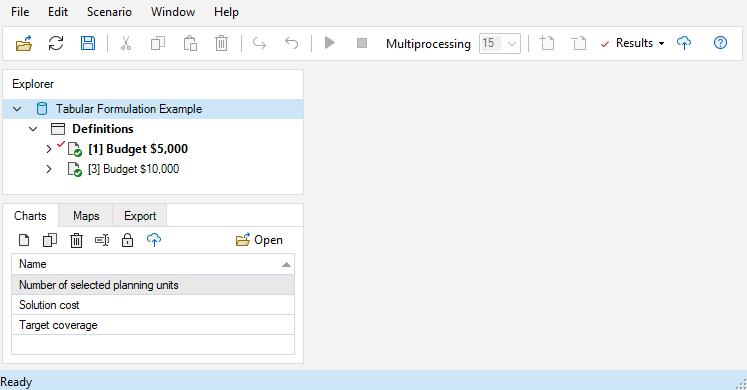 File Edit Scenario Window Help
Multiprocessing 15 Results
Explorer
Tabular Formulation Example
Definitions
[1] Budget $5,000
[3] Budget $10,000
Charts Maps Export
Open
Name
Number of selected planning units
Solution cost
Target coverage
Ready